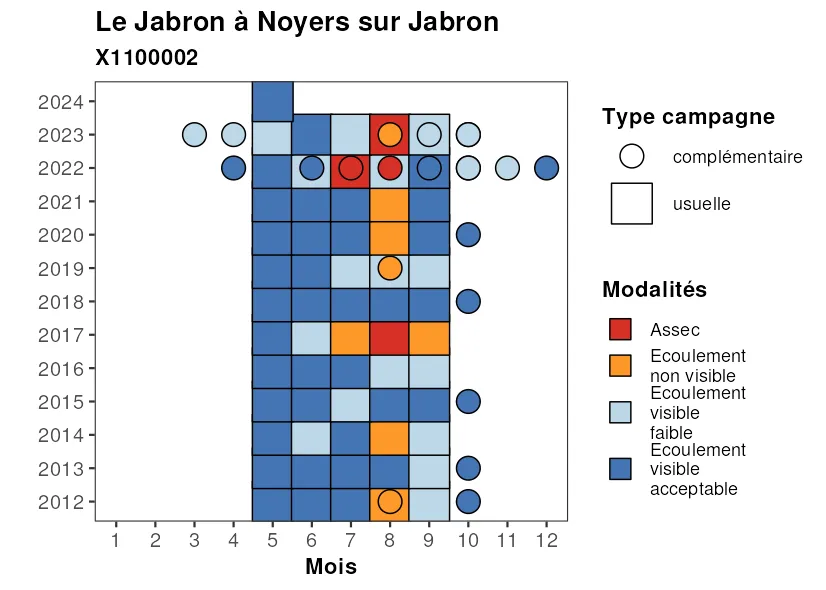 Le Jabron à Noyers sur Jabron
X1100002
2024
2023
2022
2021
2020
2019
2018
2017
2016
2015
2014
2013
2012
1 2 3 4 5 6 7 8 9 10 11 12
Mois
Type campagne
complémentaire
usuelle
Modalités
Assec
Ecoulement
non visible
Ecoulement
visible
faible
Ecoulement
visible
acceptable